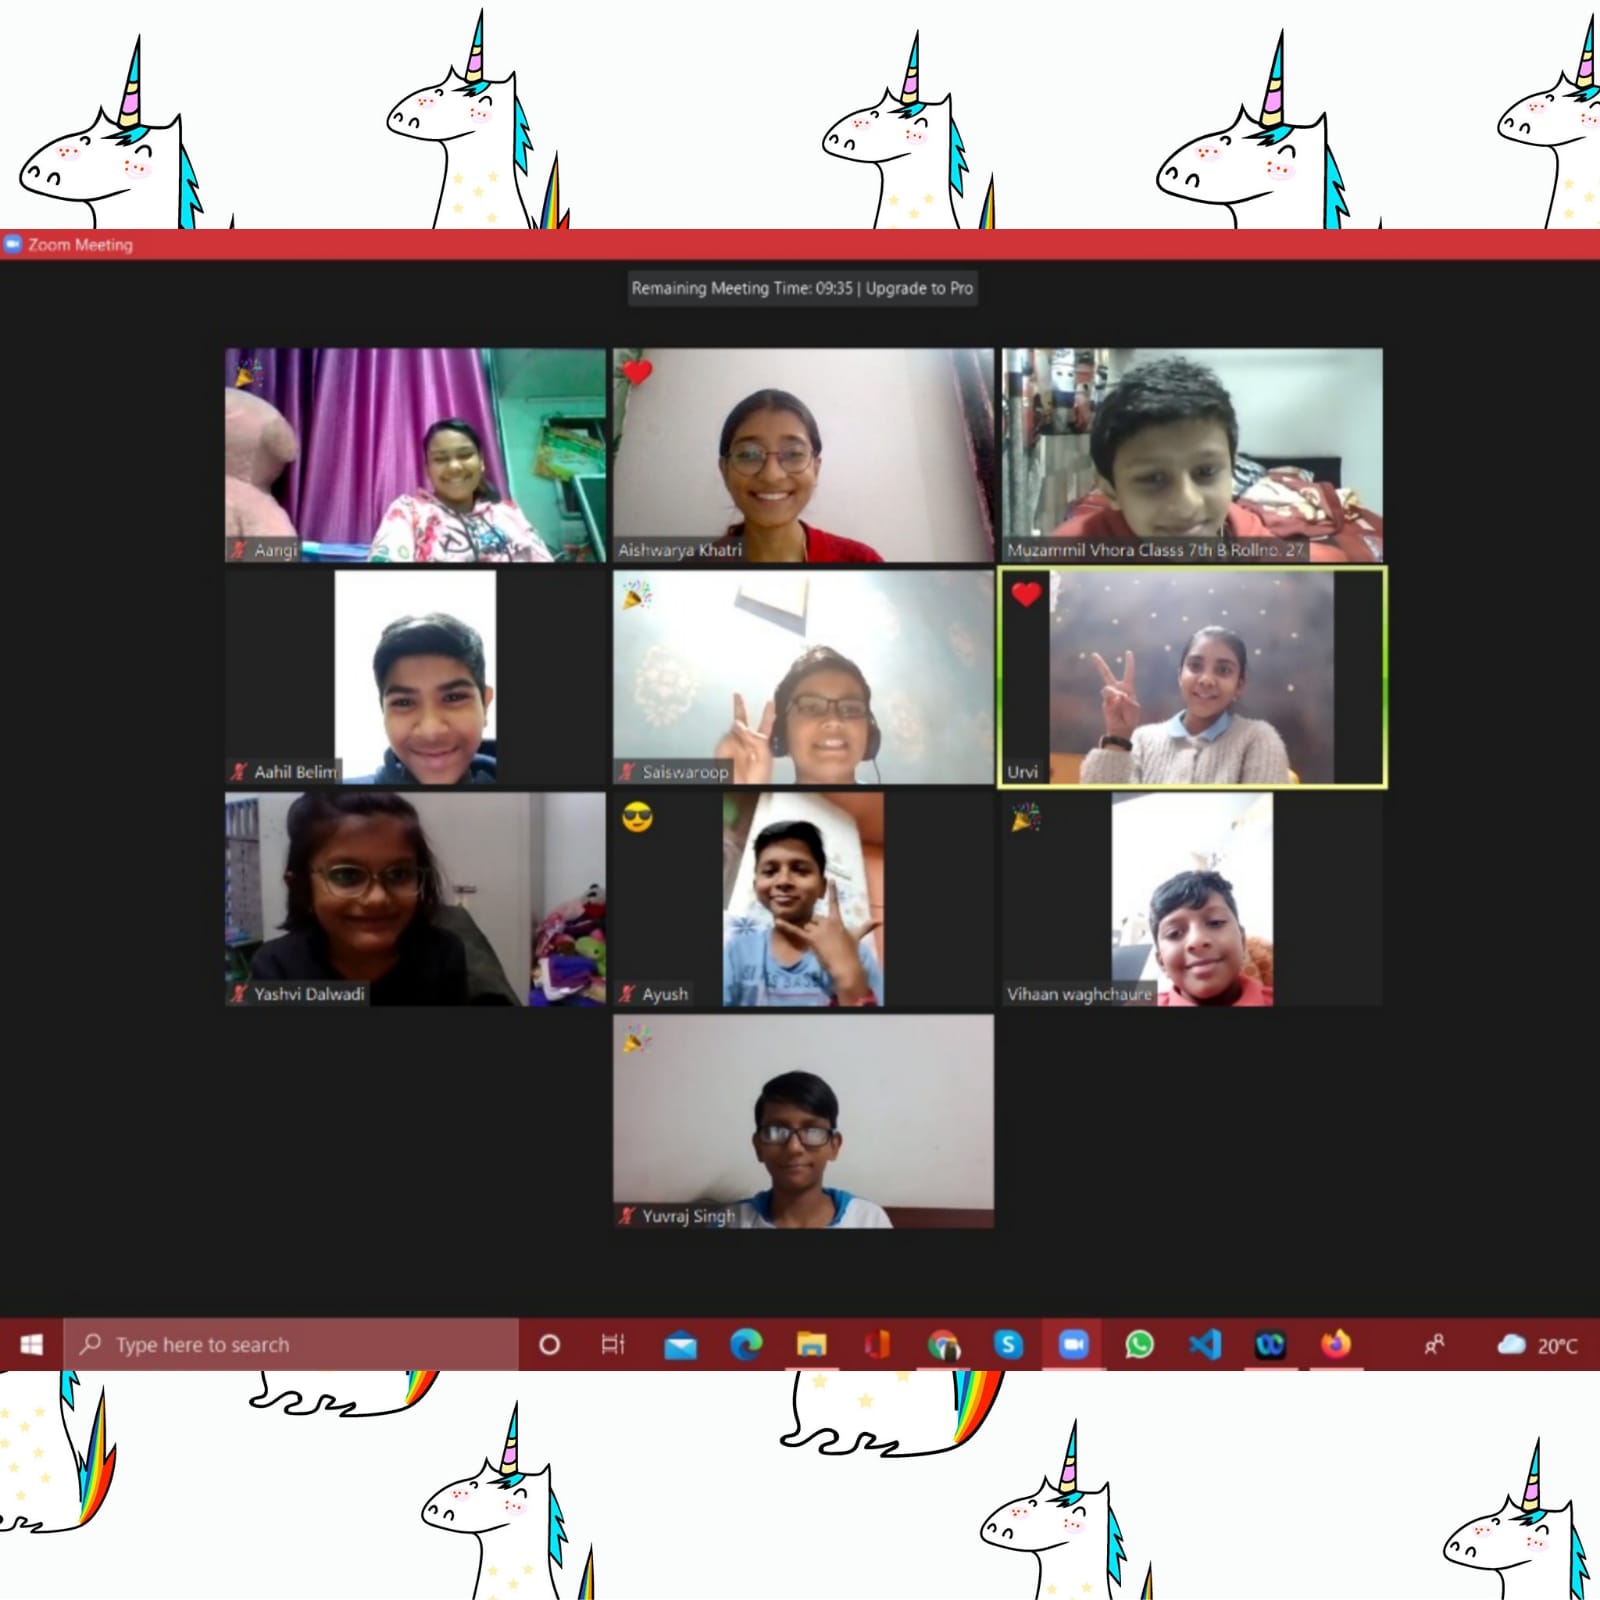 Zoom Meeting
Remaining Meeting Time: 09:35 | Upgrade to Pro
Aangi
Aishwarya Khatri
Muzammil Vhora Classs 7th B Rollno. 27
Aahil Belim
Saiswaroop
Urvi
Yashvi Dalwadi
Ayush
Vihaan waghchaure
Yuvraj Singh
Type here to search
20°C